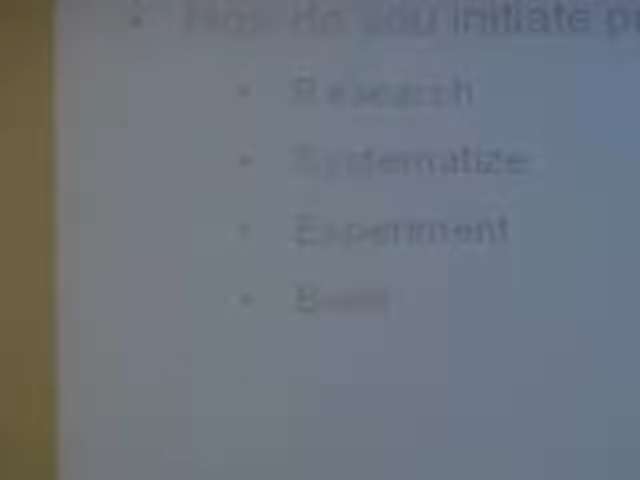 How do you initiate
Research
Systematize
Experiment